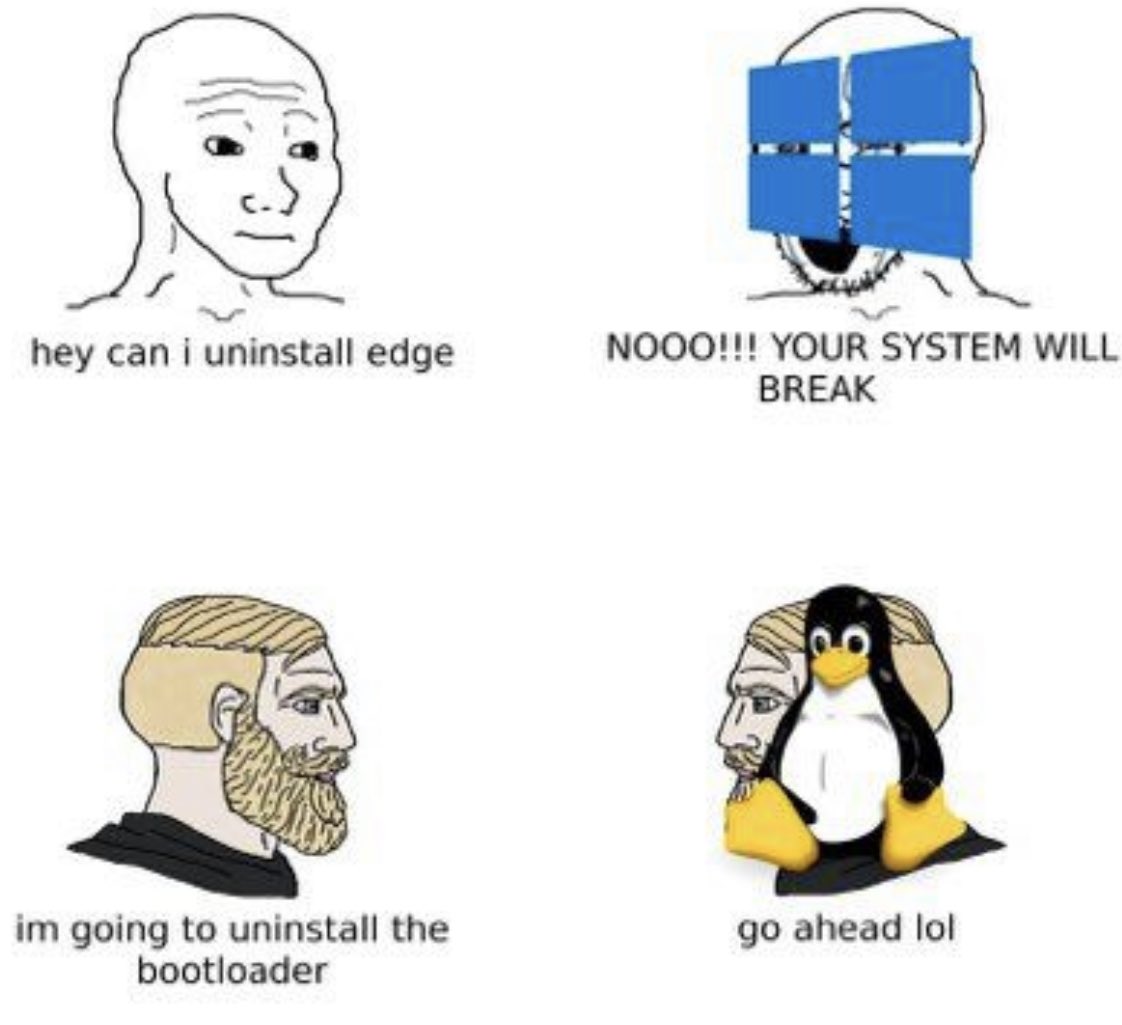 hey can i uninstall edge
NOOO!!! YOUR SYSTEM WILL
BREAK
im going to uninstall the
bootloader
go ahead lol